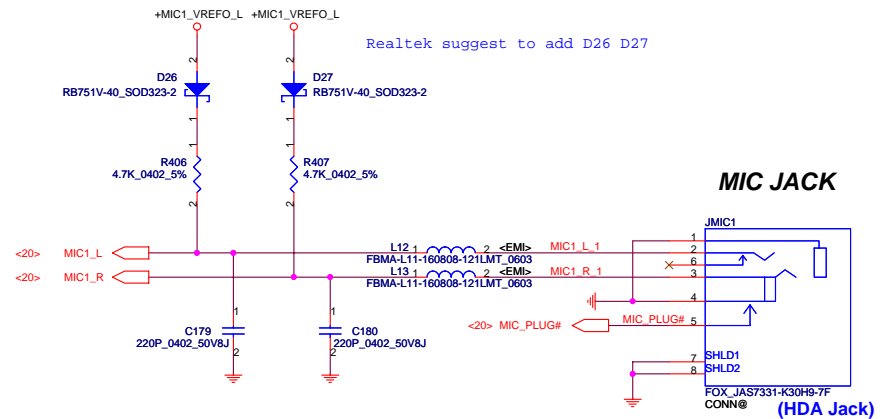 +MIC1_VREFO_L +MIC1_VREFO_L
Realtek suggest to add D26 D27
2 2
D26 D27
RB751V-40_SOD323-2 RB751V-40_SOD323-2
1 1
1 1
R406 R407
4.7K_0402_5% 4.7K_0402_5%
2 2
MIC JACK
JMIC1
<20> MIC1_L L12 1 2 <EMI> MIC1_L_1
FBMA-L11-160808-121LMT_0603
<20> MIC1_R L13 1 2 <EMI> MIC1_R_1
FBMA-L11-160808-121LMT_0603
1
2
6
3
4
5
7 SHLD1
8 SHLD2
<20> MIC_PLUG# MIC_PLUG#
1 1
C179 C180
220P_0402_50V8J 220P_0402_50V8J
2 2
FOX_JAS7331-K30H9-7F
CONN@
(HDA Jack)